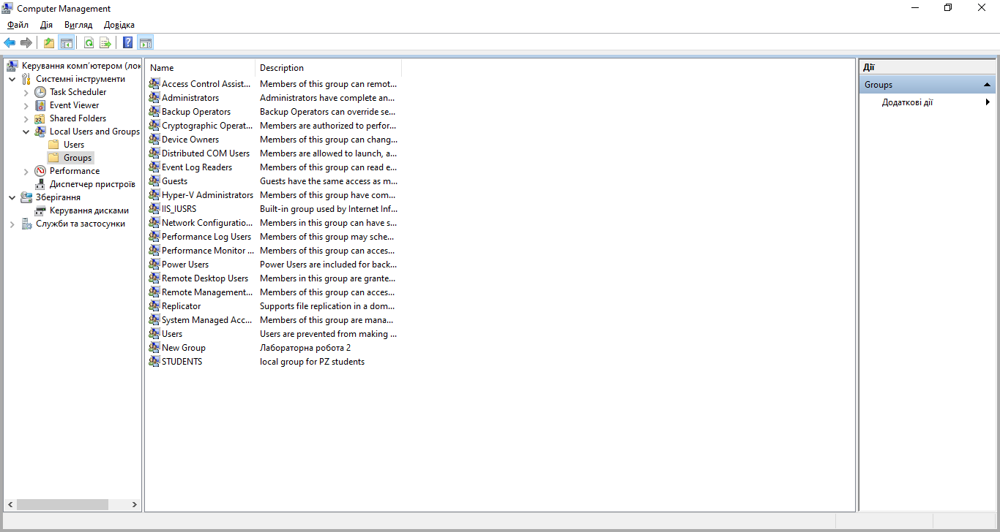 Computer Management
Файл Дія Вигляд Довідка
Керування комп'ютером (лок
Системні інструменти
Task Scheduler
Event Viewer
Shared Folders
Local Users and Groups
Users
Groups
Performance
Диспетчер пристроїв
Зберігання
Керування дисками
Служби та застосунки
Name Description
Access Control Assist... Members of this group can remot...
Administrators Administrators have complete an...
Backup Operators Backup Operators can override se...
Cryptographic Operat... Members are authorized to perfor...
Device Owners Members of this group can chang...
Distributed COM Users Members are allowed to launch, a...
Event Log Readers Members of this group can read e...
Guests Guests have the same access as m...
Hyper-V Administrators Members of this group have com...
IIS_IUSRS Built-in group used by Internet Inf...
Network Configuratio... Members in this group can have s...
Performance Log Users Members of this group may sche...
Performance Monitor ... Members of this group can acces...
Power Users Power Users are included for back...
Remote Desktop Users Members in this group are grante...
Remote Management... Members of this group can acces...
Replicator Supports file replication in a dom...
System Managed Acc... Members of this group are mana...
Users Users are prevented from making ...
New Group Лабораторна робота 2
STUDENTS local group for PZ students
Дії
Groups
Додаткові дії